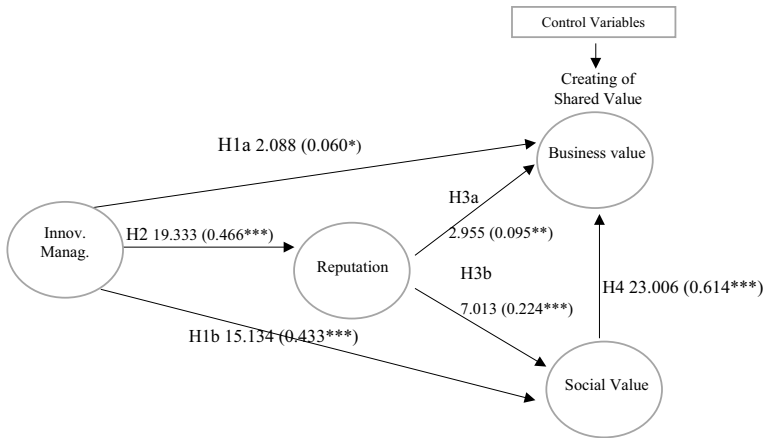 Control Variables
Creating of
Shared Value
Business value
H1a 2.088 (0.060*)
H3a
2.955 (0.095**)
Innov.
Manag.
H2 19.333 (0.466***)
Reputation
H3b
7.013 (0.224***)
H4 23.006 (0.614***)
H1b 15.134 (0.433***)
Social Value